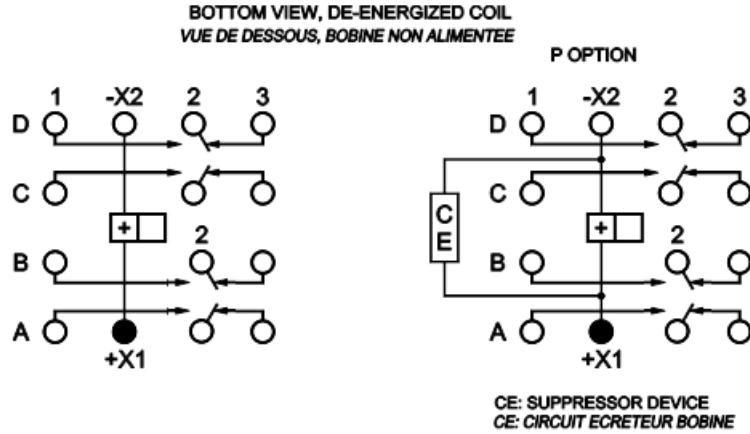 BOTTOM VIEW, DE-ENERGIZED COIL
VUE DE DESSOUS, BOBINE NON ALIMENTEE
P OPTION
1 -X2 2 3
D
C
+
2
B
A
+X1
1 -X2 2 3
D
C
CE
+
2
B
A
+X1
CE: SUPPRESSOR DEVICE
CE: CIRCUIT ECRETEUR BOBINE